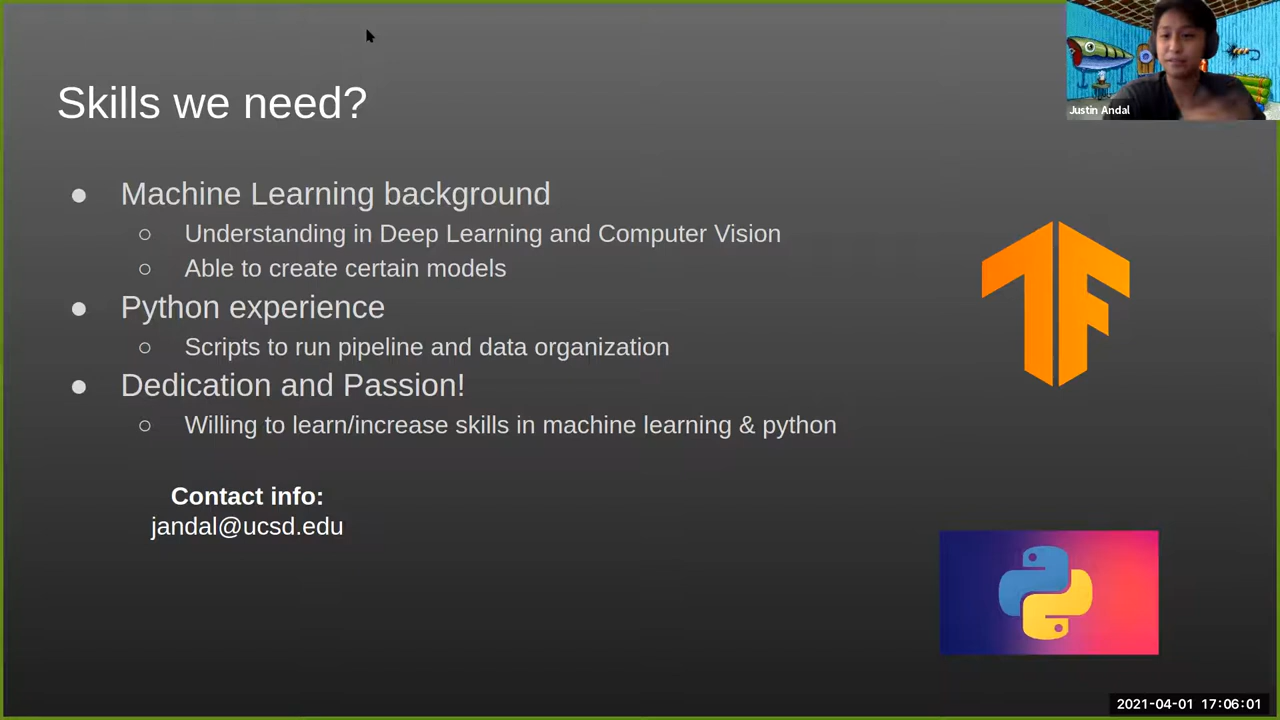 Justin Andal
Skills we need?
● Machine Learning background
○ Understanding in Deep Learning and Computer Vision
○ Able to create certain models
● Python experience
○ Scripts to run pipeline and data organization
● Dedication and Passion!
○ Willing to learn/increase skills in machine learning & python
Contact info:
jandal@ucsd.edu
2021-04-01 17:06:01